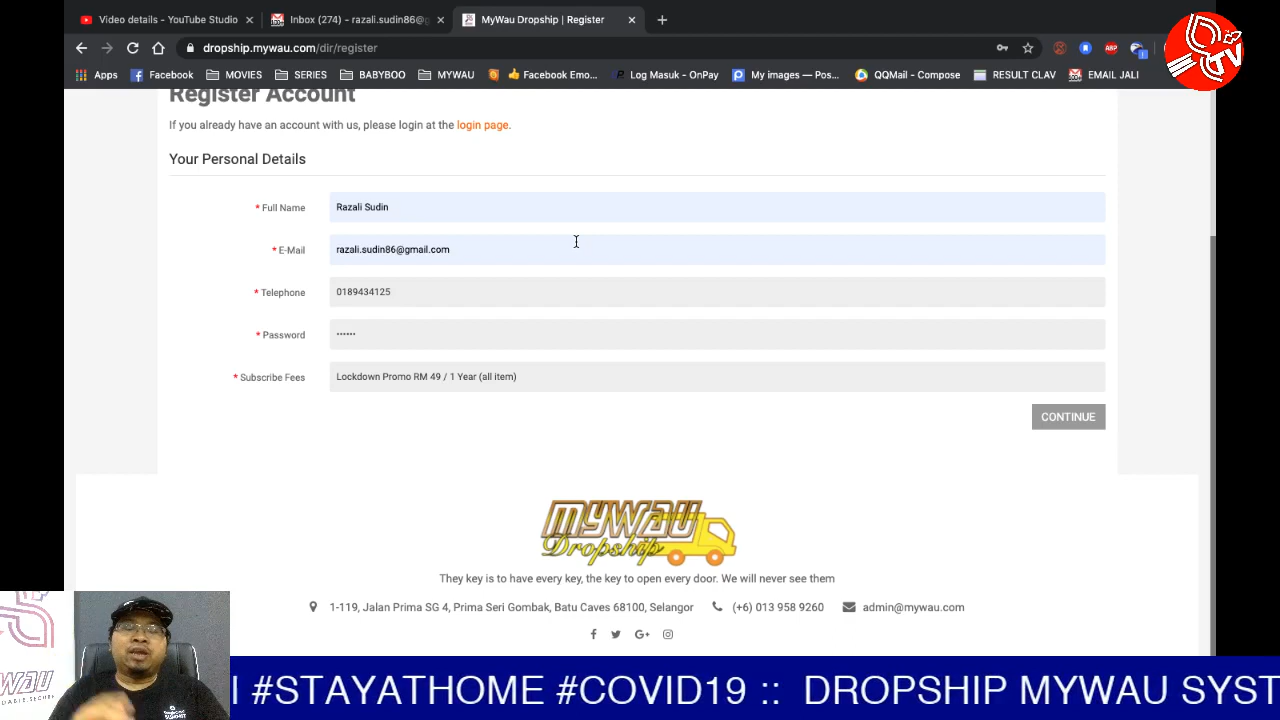 Video details - YouTube Studio
Inbox (274) - razali.sudin86@g
MyWau Dropship | Register
dropship.mywau.com/dir/register
ABP
Apps
Facebook
MOVIES
SERIES
BABYBOO
MYWAU
Facebook Emo...
Log Masuk - OnPay
My images — Pos...
QQMail - Compose
RESULT CLAV
EMAIL JALI
TV
Register Account
If you already have an account with us, please login at the login page.
Your Personal Details
* Full Name
Razali Sudin
* E-Mail
razali.sudin86@gmail.com
* Telephone
0189434125
* Password
••••••
* Subscribe Fees
Lockdown Promo RM 49 / 1 Year (all item)
CONTINUE
MYWAU
Dropship
They key is to have every key, the key to open every door. We will never see them
1-119, Jalan Prima SG 4, Prima Seri Gombak, Batu Caves 68100, Selangor
(+6) 013 958 9260
admin@mywau.com
I #STAYATHOME #COVID19 :: DROPSHIP MYWAU SYST